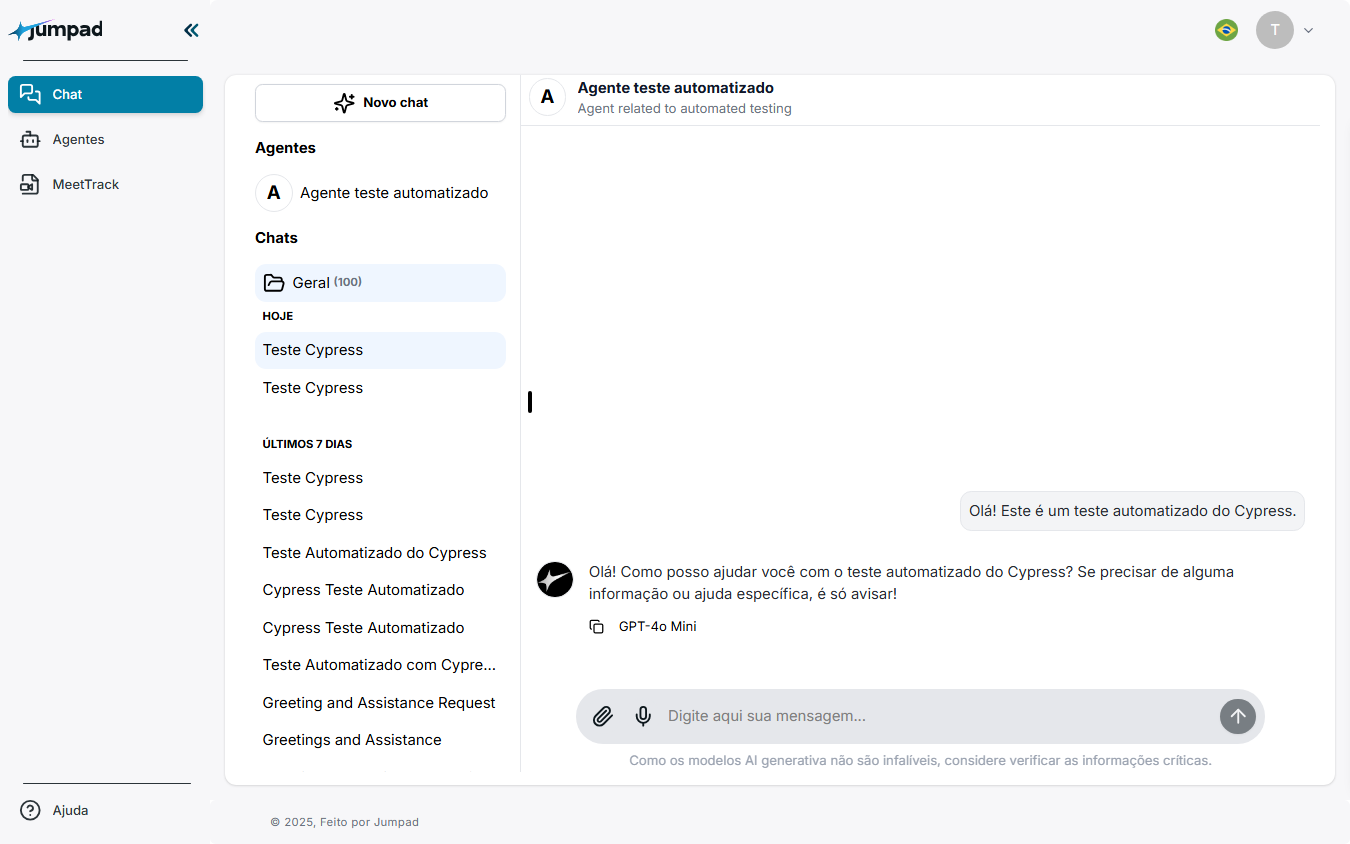 jumpad
T
Chat
Agentes
MeetTrack
Ajuda
Novo chat
Agentes
A
Agente teste automatizado
Chats
Geral (100)
HOJE
Teste Cypress
Teste Cypress
ÚLTIMOS 7 DIAS
Teste Cypress
Teste Cypress
Teste Automatizado do Cypress
Cypress Teste Automatizado
Cypress Teste Automatizado
Teste Automatizado com Cypre...
Greeting and Assistance Request
Greetings and Assistance
A
Agente teste automatizado
Agent related to automated testing
Olá! Este é um teste automatizado do Cypress.
Olá! Como posso ajudar você com o teste automatizado do Cypress? Se precisar de alguma
informação ou ajuda específica, é só avisar!
GPT-4o Mini
Digite aqui sua mensagem...
Como os modelos AI generativa não são infalíveis, considere verificar as informações críticas.
© 2025, Feito por Jumpad